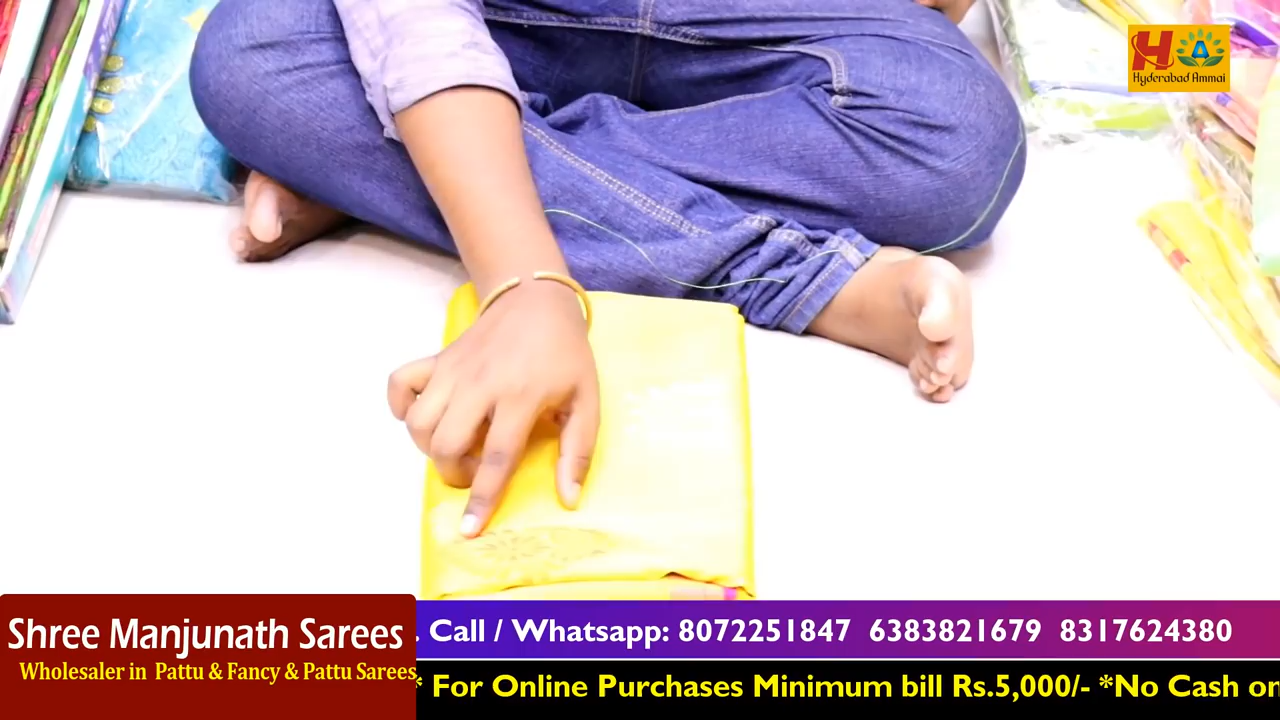 H
Hyderabad Ammai
Shree Manjunath Sarees
Wholesaler in Pattu & Fancy & Pattu Sarees
. Call / Whatsapp: 8072251847 6383821679 8317624380
* For Online Purchases Minimum bill Rs.5,000/- *No Cash on